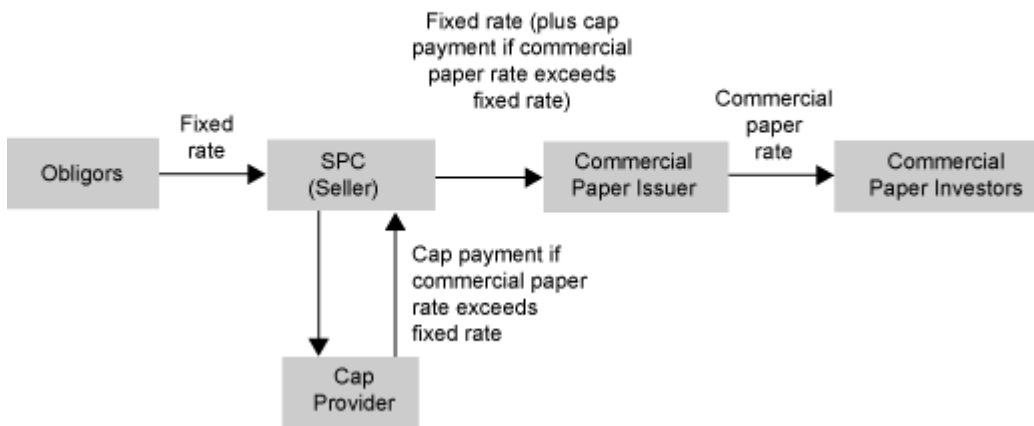 Fixed rate (plus cap
payment if commercial
paper rate exceeds
fixed rate)
Commercial
paper
rate
Fixed
rate
Obligors
SPC
(Seller)
Commercial
Paper Issuer
Commercial
Paper Investors
Cap payment if
commercial paper
rate exceeds
fixed rate
Cap
Provider